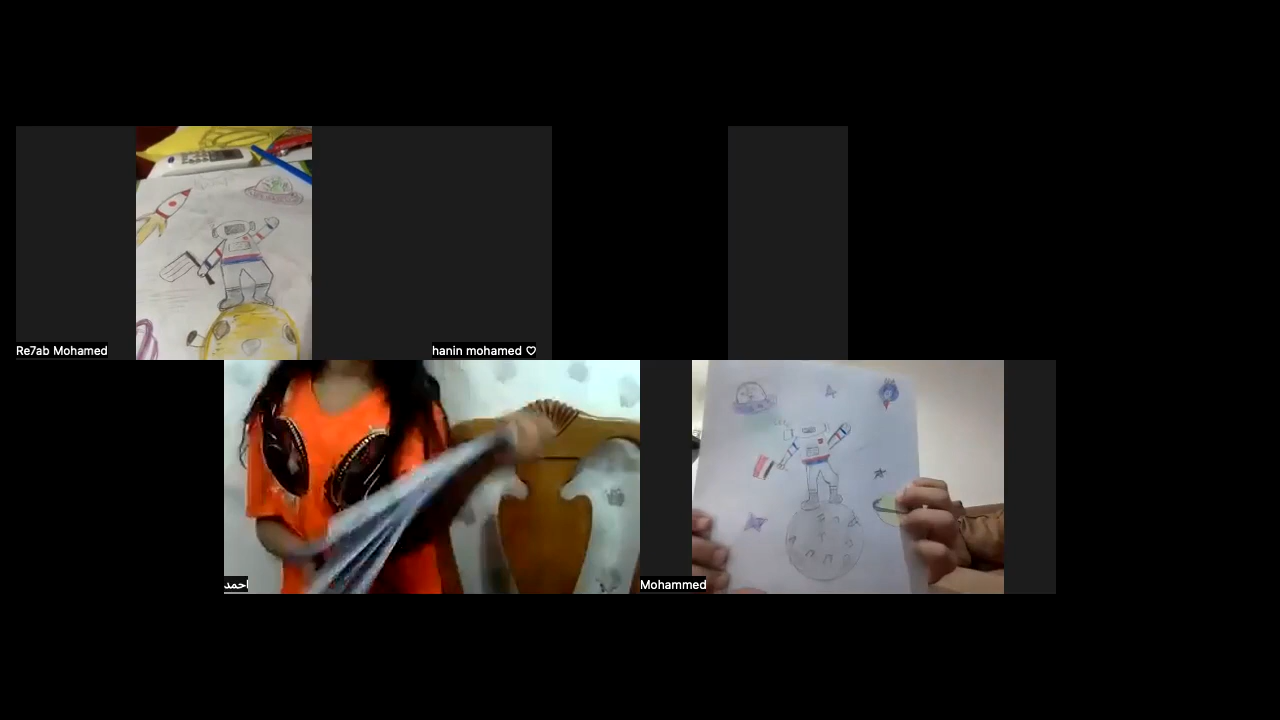 Re7ab Mohamed
hanin mohamed ♡
احمد
Mohammed